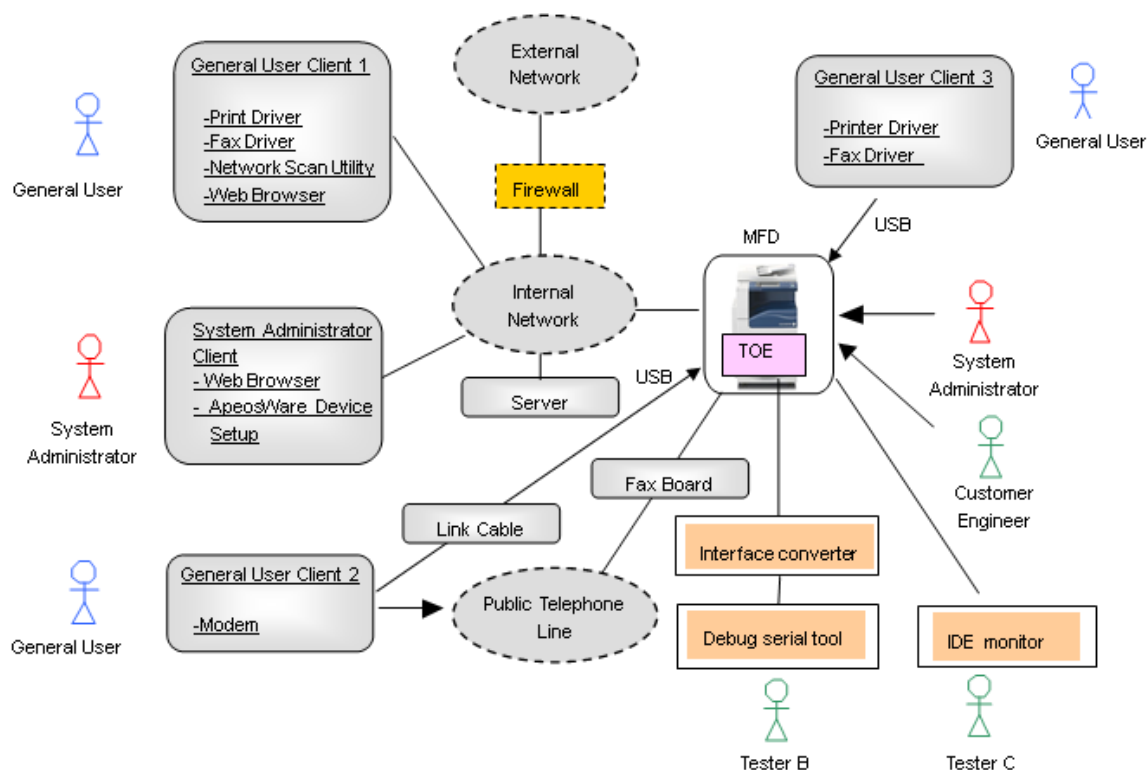 External
Network
General User Client 1
-Print Driver
-Fax Driver
-Network Scan Utility
-Web Browser
General User
General User Client 3
-Printer Driver
-Fax Driver
General User
Firewall
USB
MFD
Internal
Network
TOE
System Administrator
Client
- Web Browser
- ApeosWare Device
Setup
System
Administrator
Server
USB
System
Administrator
Fax Board
Customer
Engineer
Link Cable
Interface converter
General User Client 2
-Modem
General User
Public Telephone
Line
Debug serial tool
IDE monitor
Tester B
Tester C